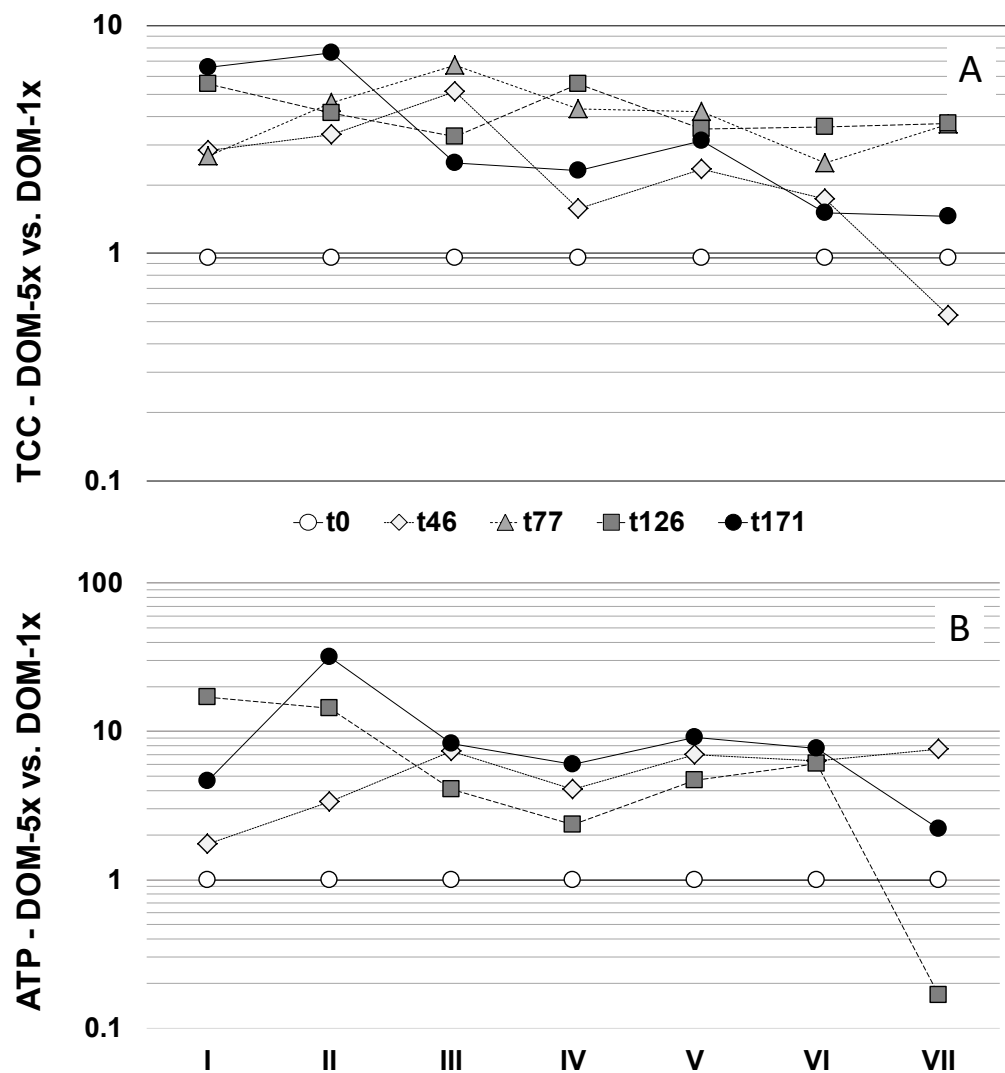 10
1
0.1
TCC - DOM-5x vs. DOM-1x
A
t0 t46 t77 t126 t171
100
10
1
0.1
ATP - DOM-5x vs. DOM-1x
B
I II III IV V VI VII